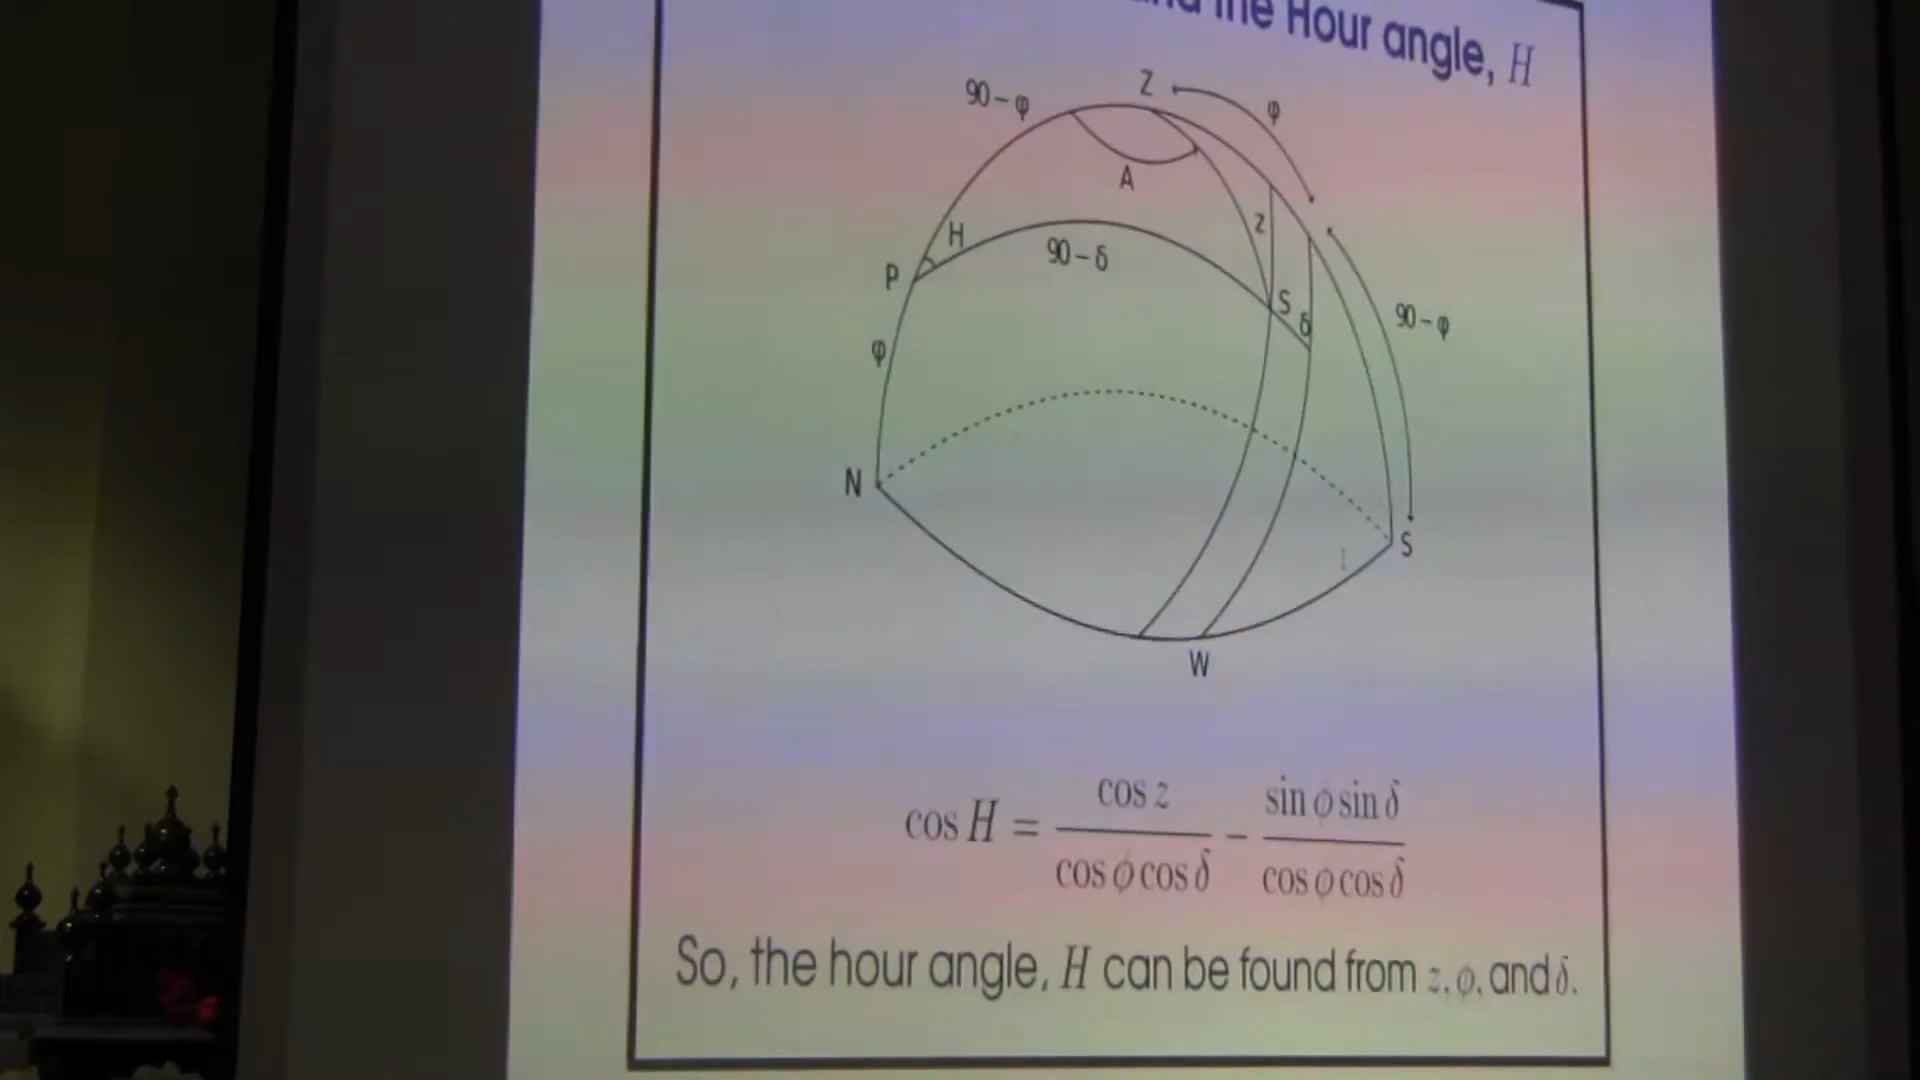 the Hour angle, H
90-φ
Z
φ
A
z
H
90-δ
P
S
δ
90-φ
φ
N
S
W
cos H = cos z / cos ϕ cos δ - sin ϕ sin δ / cos ϕ cos δ
So, the hour angle, H can be found from z, φ, and δ.